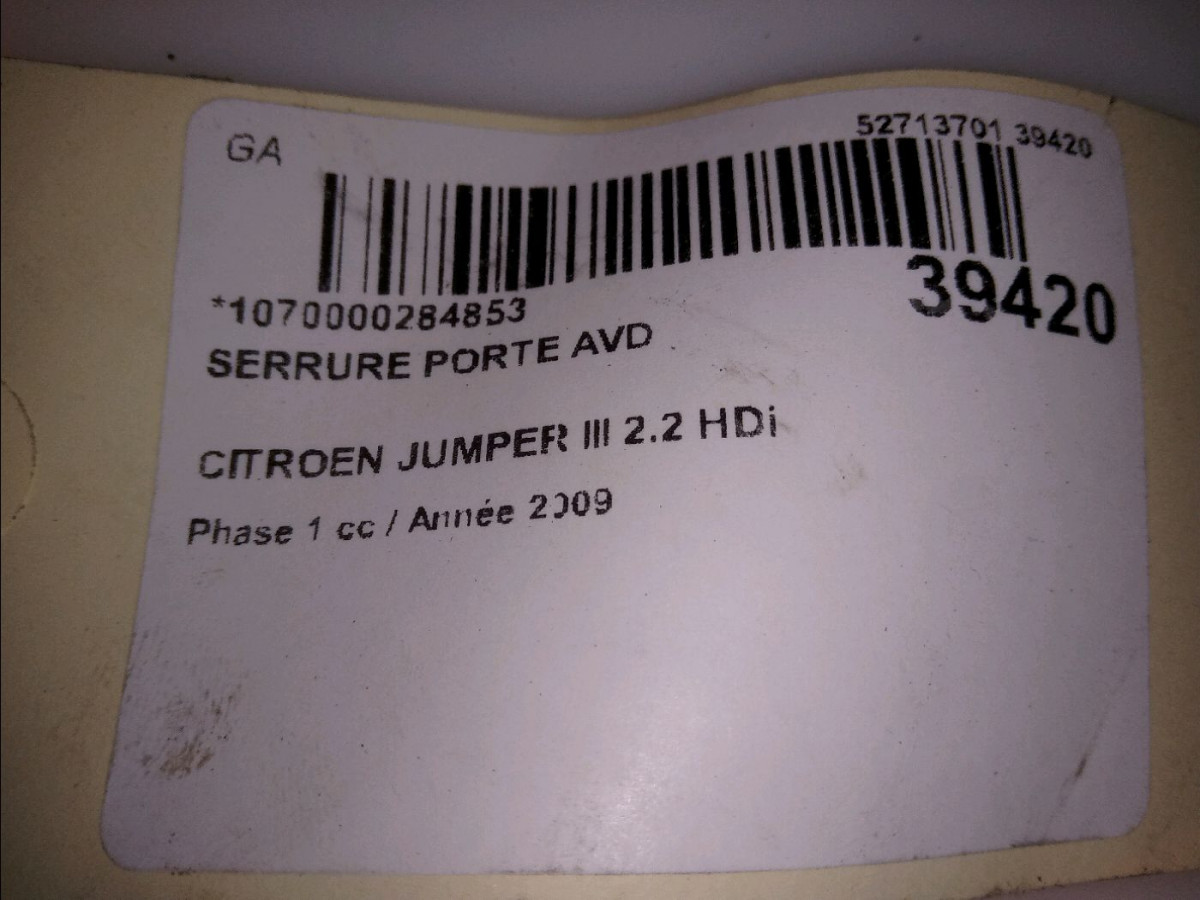 GA
52713701 39420
39420
*1070000284853
SERRURE PORTE AVD
CITROEN JUMPER III 2.2 HDi
Phase 1 cc / Année 2009